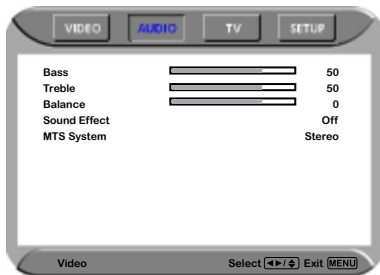 VIDEO AUDIO TV SETUP
Bass 50
Treble 50
Balance 0
Sound Effect Off
MTS System Stereo
Video Select ◄►/◆ Exit MENU